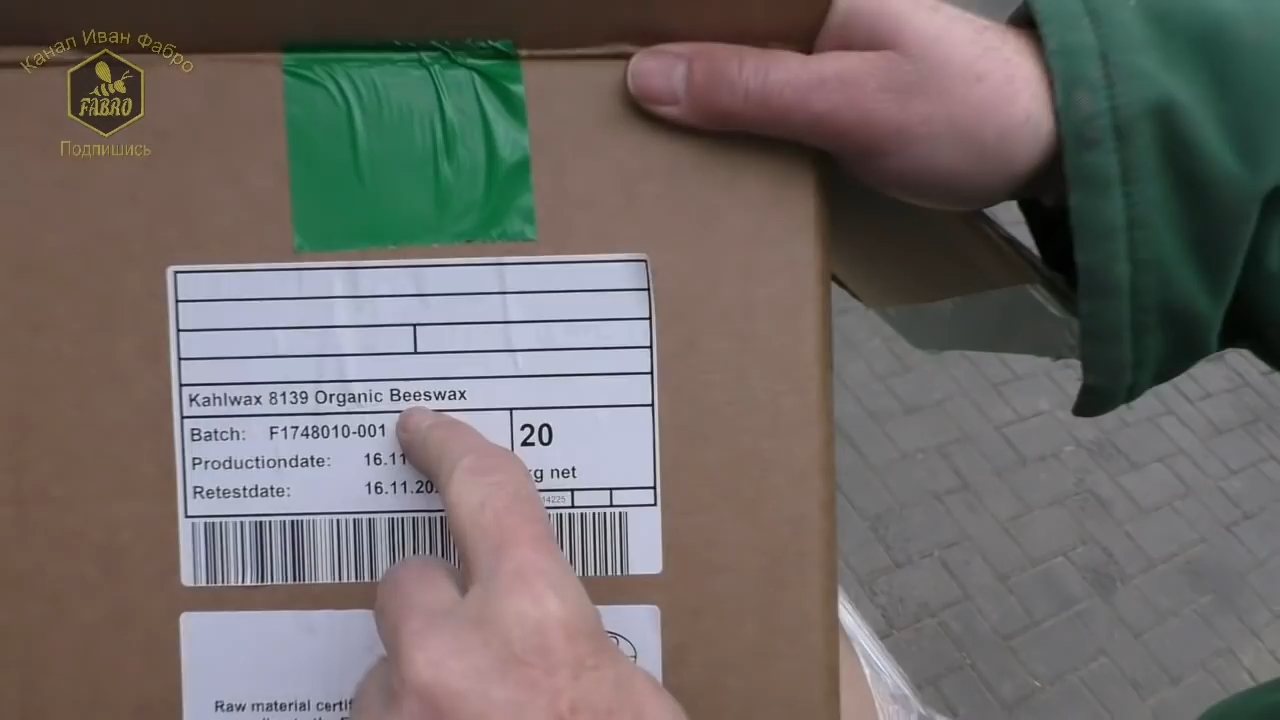 Канал Иван Фабро
FABRO
Подпишись
Kahlwax 8139 Organic Beeswax
Batch: F1748010-001
20
Productiondate: 16.11
kg net
Retestdate: 16.11.20
14225
Raw material certif